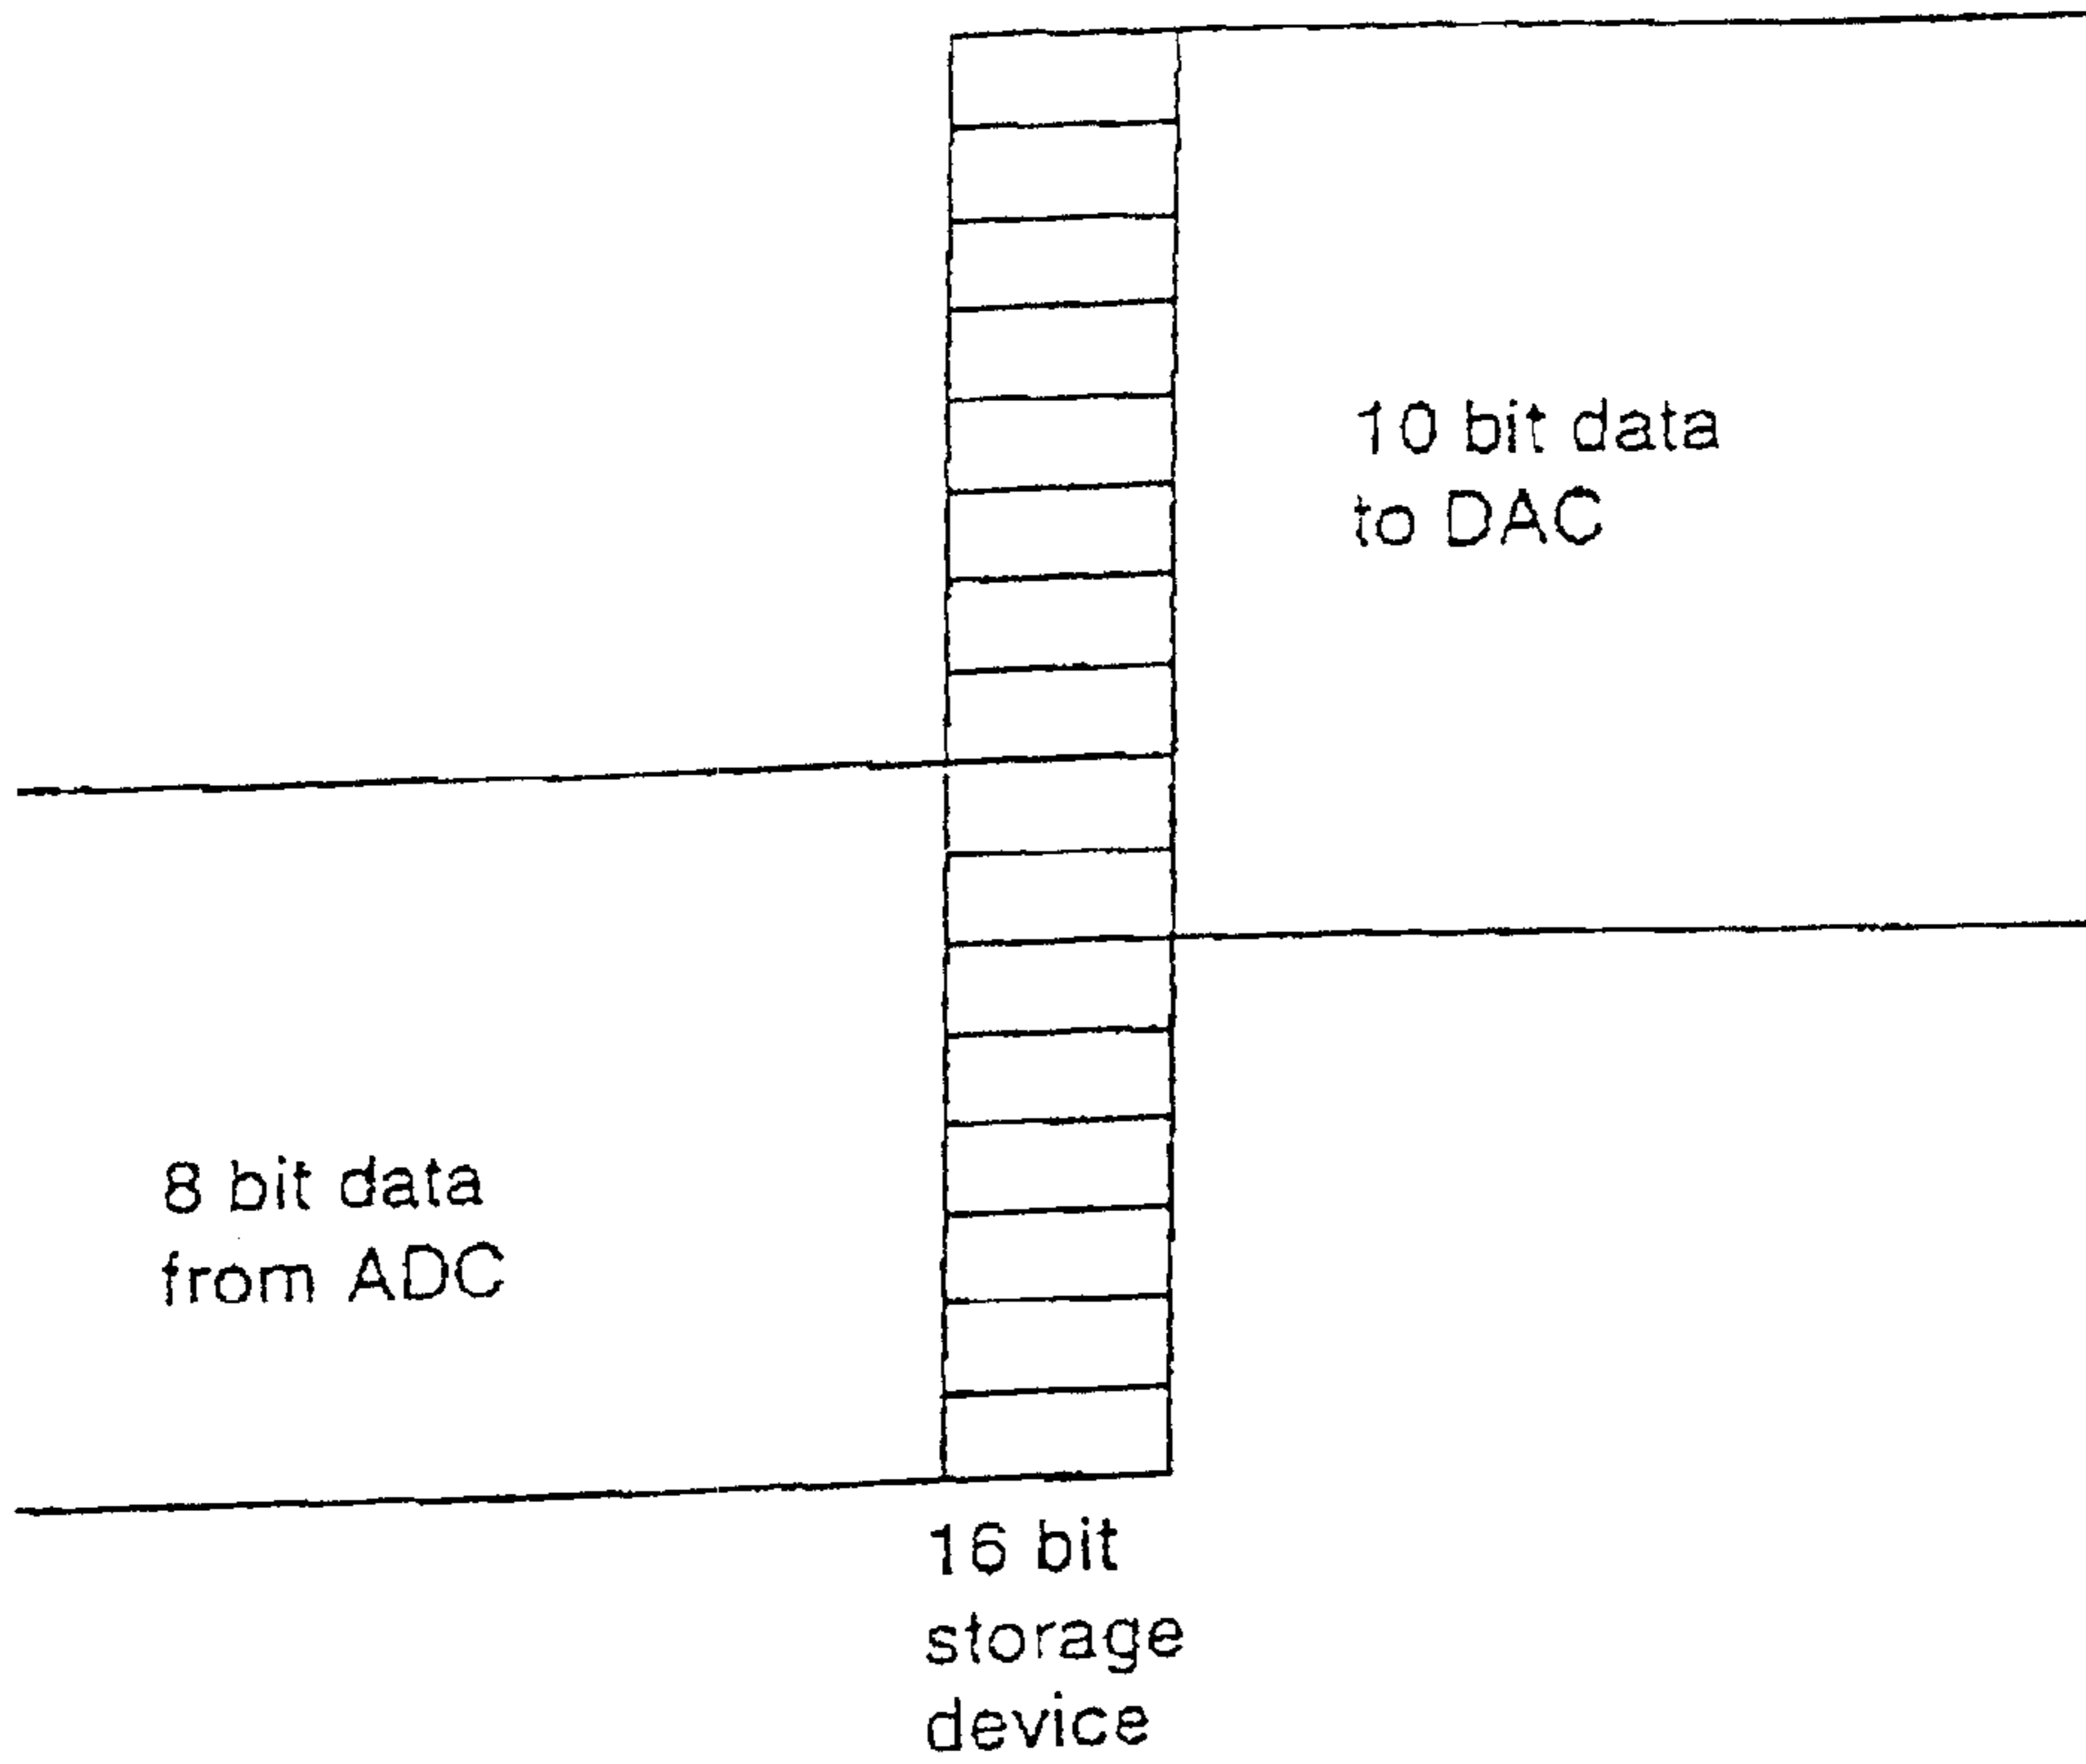 10 bit data
to DAC
8 bit data
from ADC
16 bit
storage
device